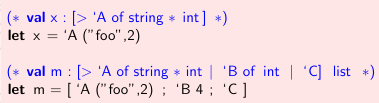 (* val x : [> ‘A of string * int ] *)
let x = ‘A ("foo",2)
(* val m : [> ‘A of string * int | ‘B of int | ‘C] list *)
let m = [ ‘A ("foo",2) ; ‘B 4 ; ‘C ]